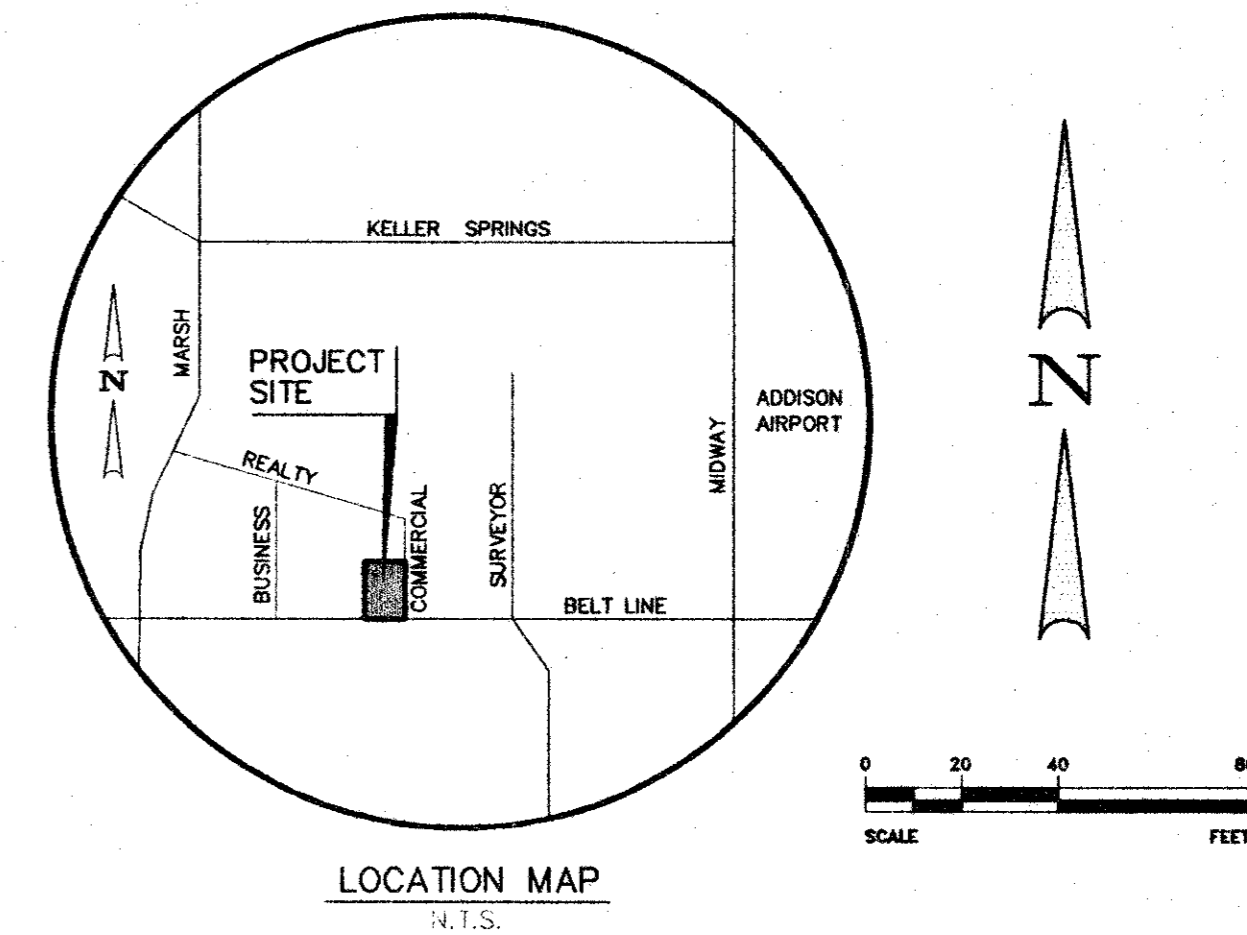 KELLER SPRINGS
MARSH
N
PROJECT
SITE
ADDISON
AIRPORT
MIDWAY
REALTY
BUSINESS
COMMERCIAL
SURVEYOR
BELT LINE
N
0 20 40
SCALE FEET
LOCATION MAP
N.T.S.